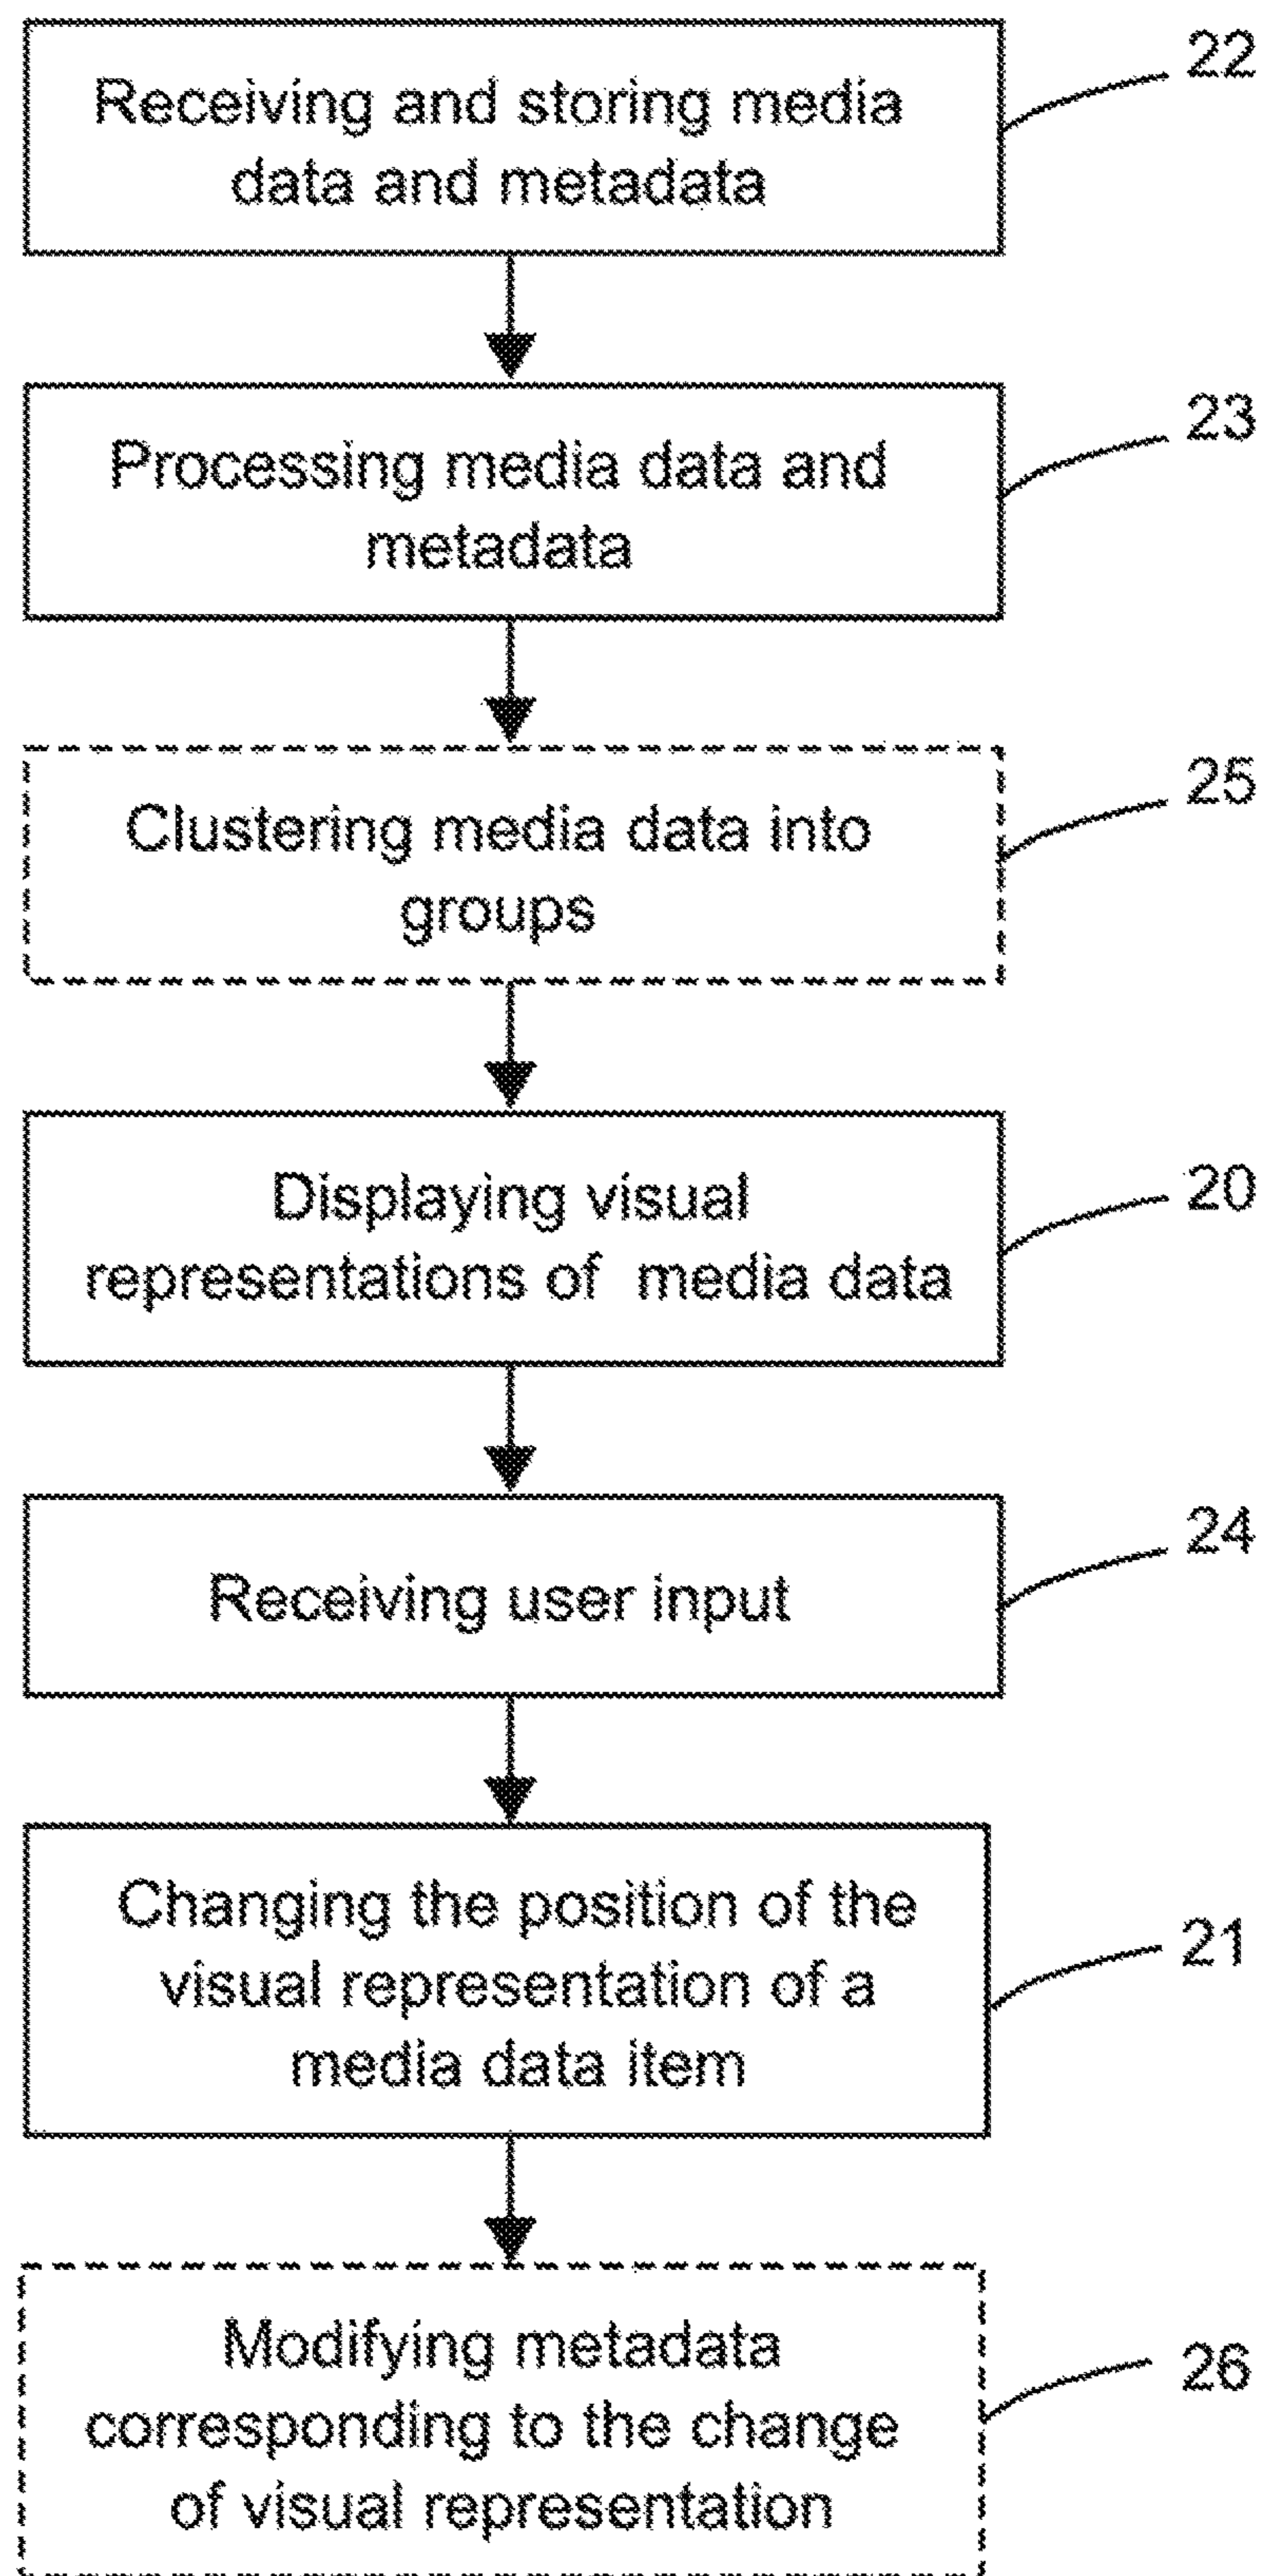 Receiving and storing media
data and metadata
22
Processing media data and
metadata
23
Clustering media data into
groups
25
Displaying visual
representations of media data
20
Receiving user input
24
Changing the position of the
visual representation of a
media data item
21
Modifying metadata
corresponding to the change
of visual representation
26